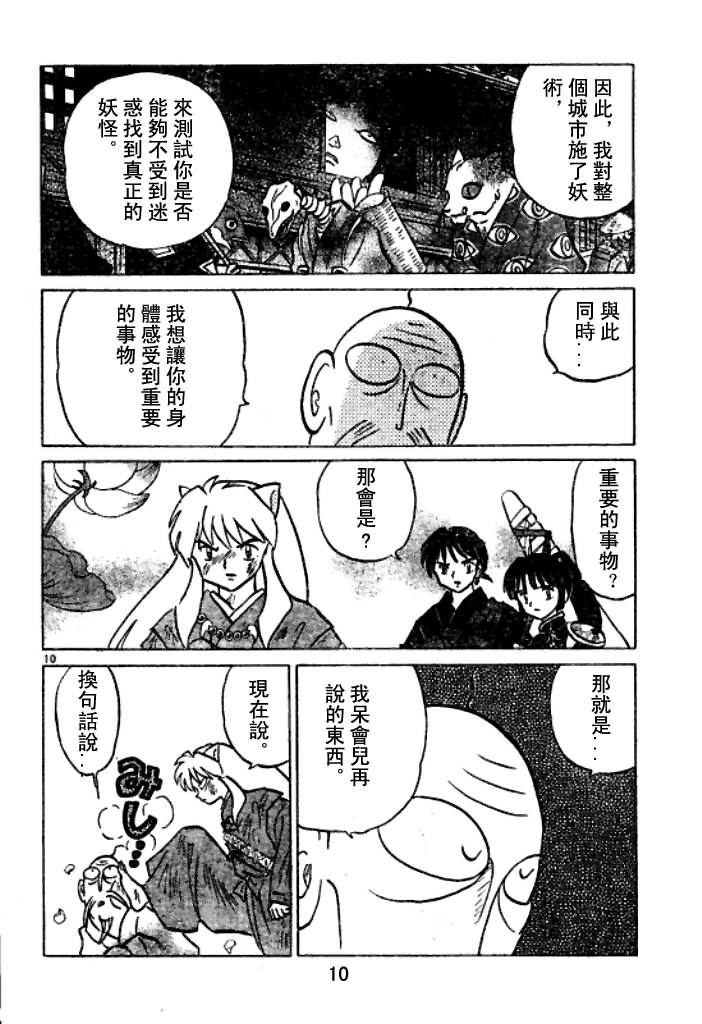 因此，我對整
個城市施了妖
術，
來測試你是否
能夠不受到迷
惑找到真正的
妖怪。
與此
同時...
我想讓你的身
體感受到重要
的事物。
重要的事物？
那會是？
10
那就是...
我呆會兒再
說的東西。
現在說。
換句話說...
みし…
10